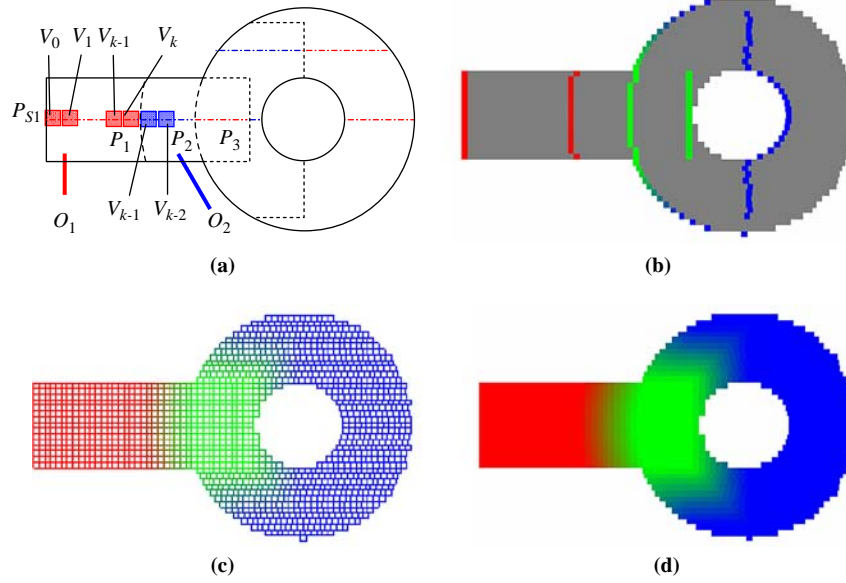 V0 V1 Vk-1 Vk
PS1
P1 P2 P3
O1 Vk-1 Vk-2 O2
(a) (b)
(c) (d)